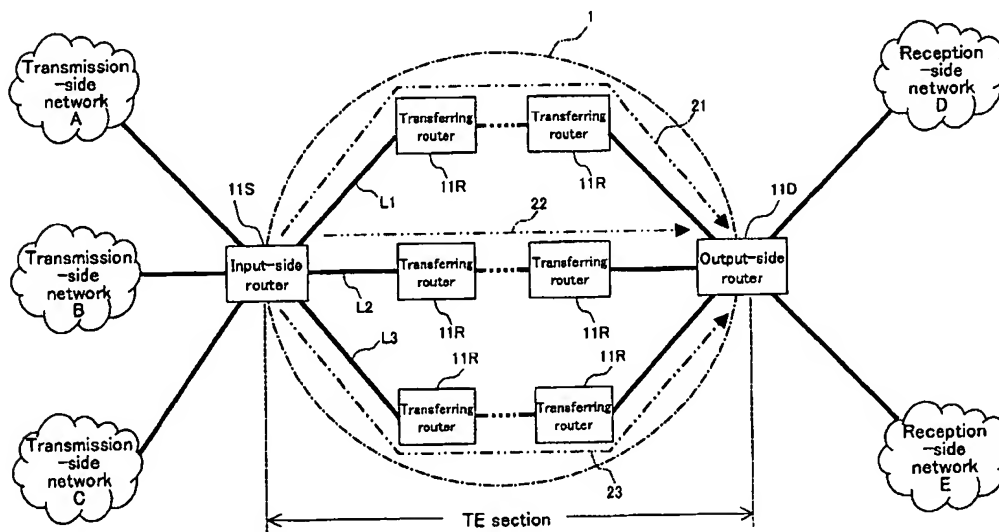 1
Transmission
-side
network
A
Reception
-side
network
D
21
Transferring
router
Transferring
router
11R
11R
11S
L1
22
11D
Transmission-
side
network
B
Input-side
router
Transferring
router
Transferring
router
Output-side
router
L2
11R
11R
L3
11R
11R
Transferring
router
Transferring
router
Transmission
-side
network
C
Reception
-side
network
E
23
TE section